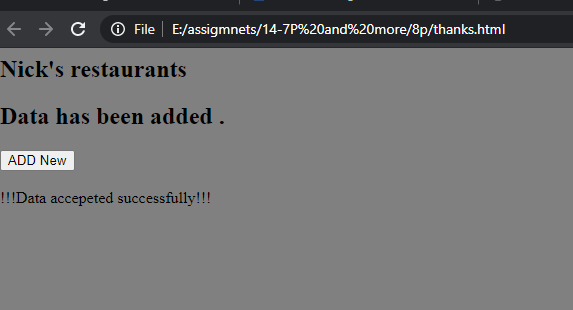 File E:/assigmnets/14-7P%20and%20more/8p/thanks.html
Nick's restaurants
Data has been added .
ADD New
!!!Data accepeted successfully!!!